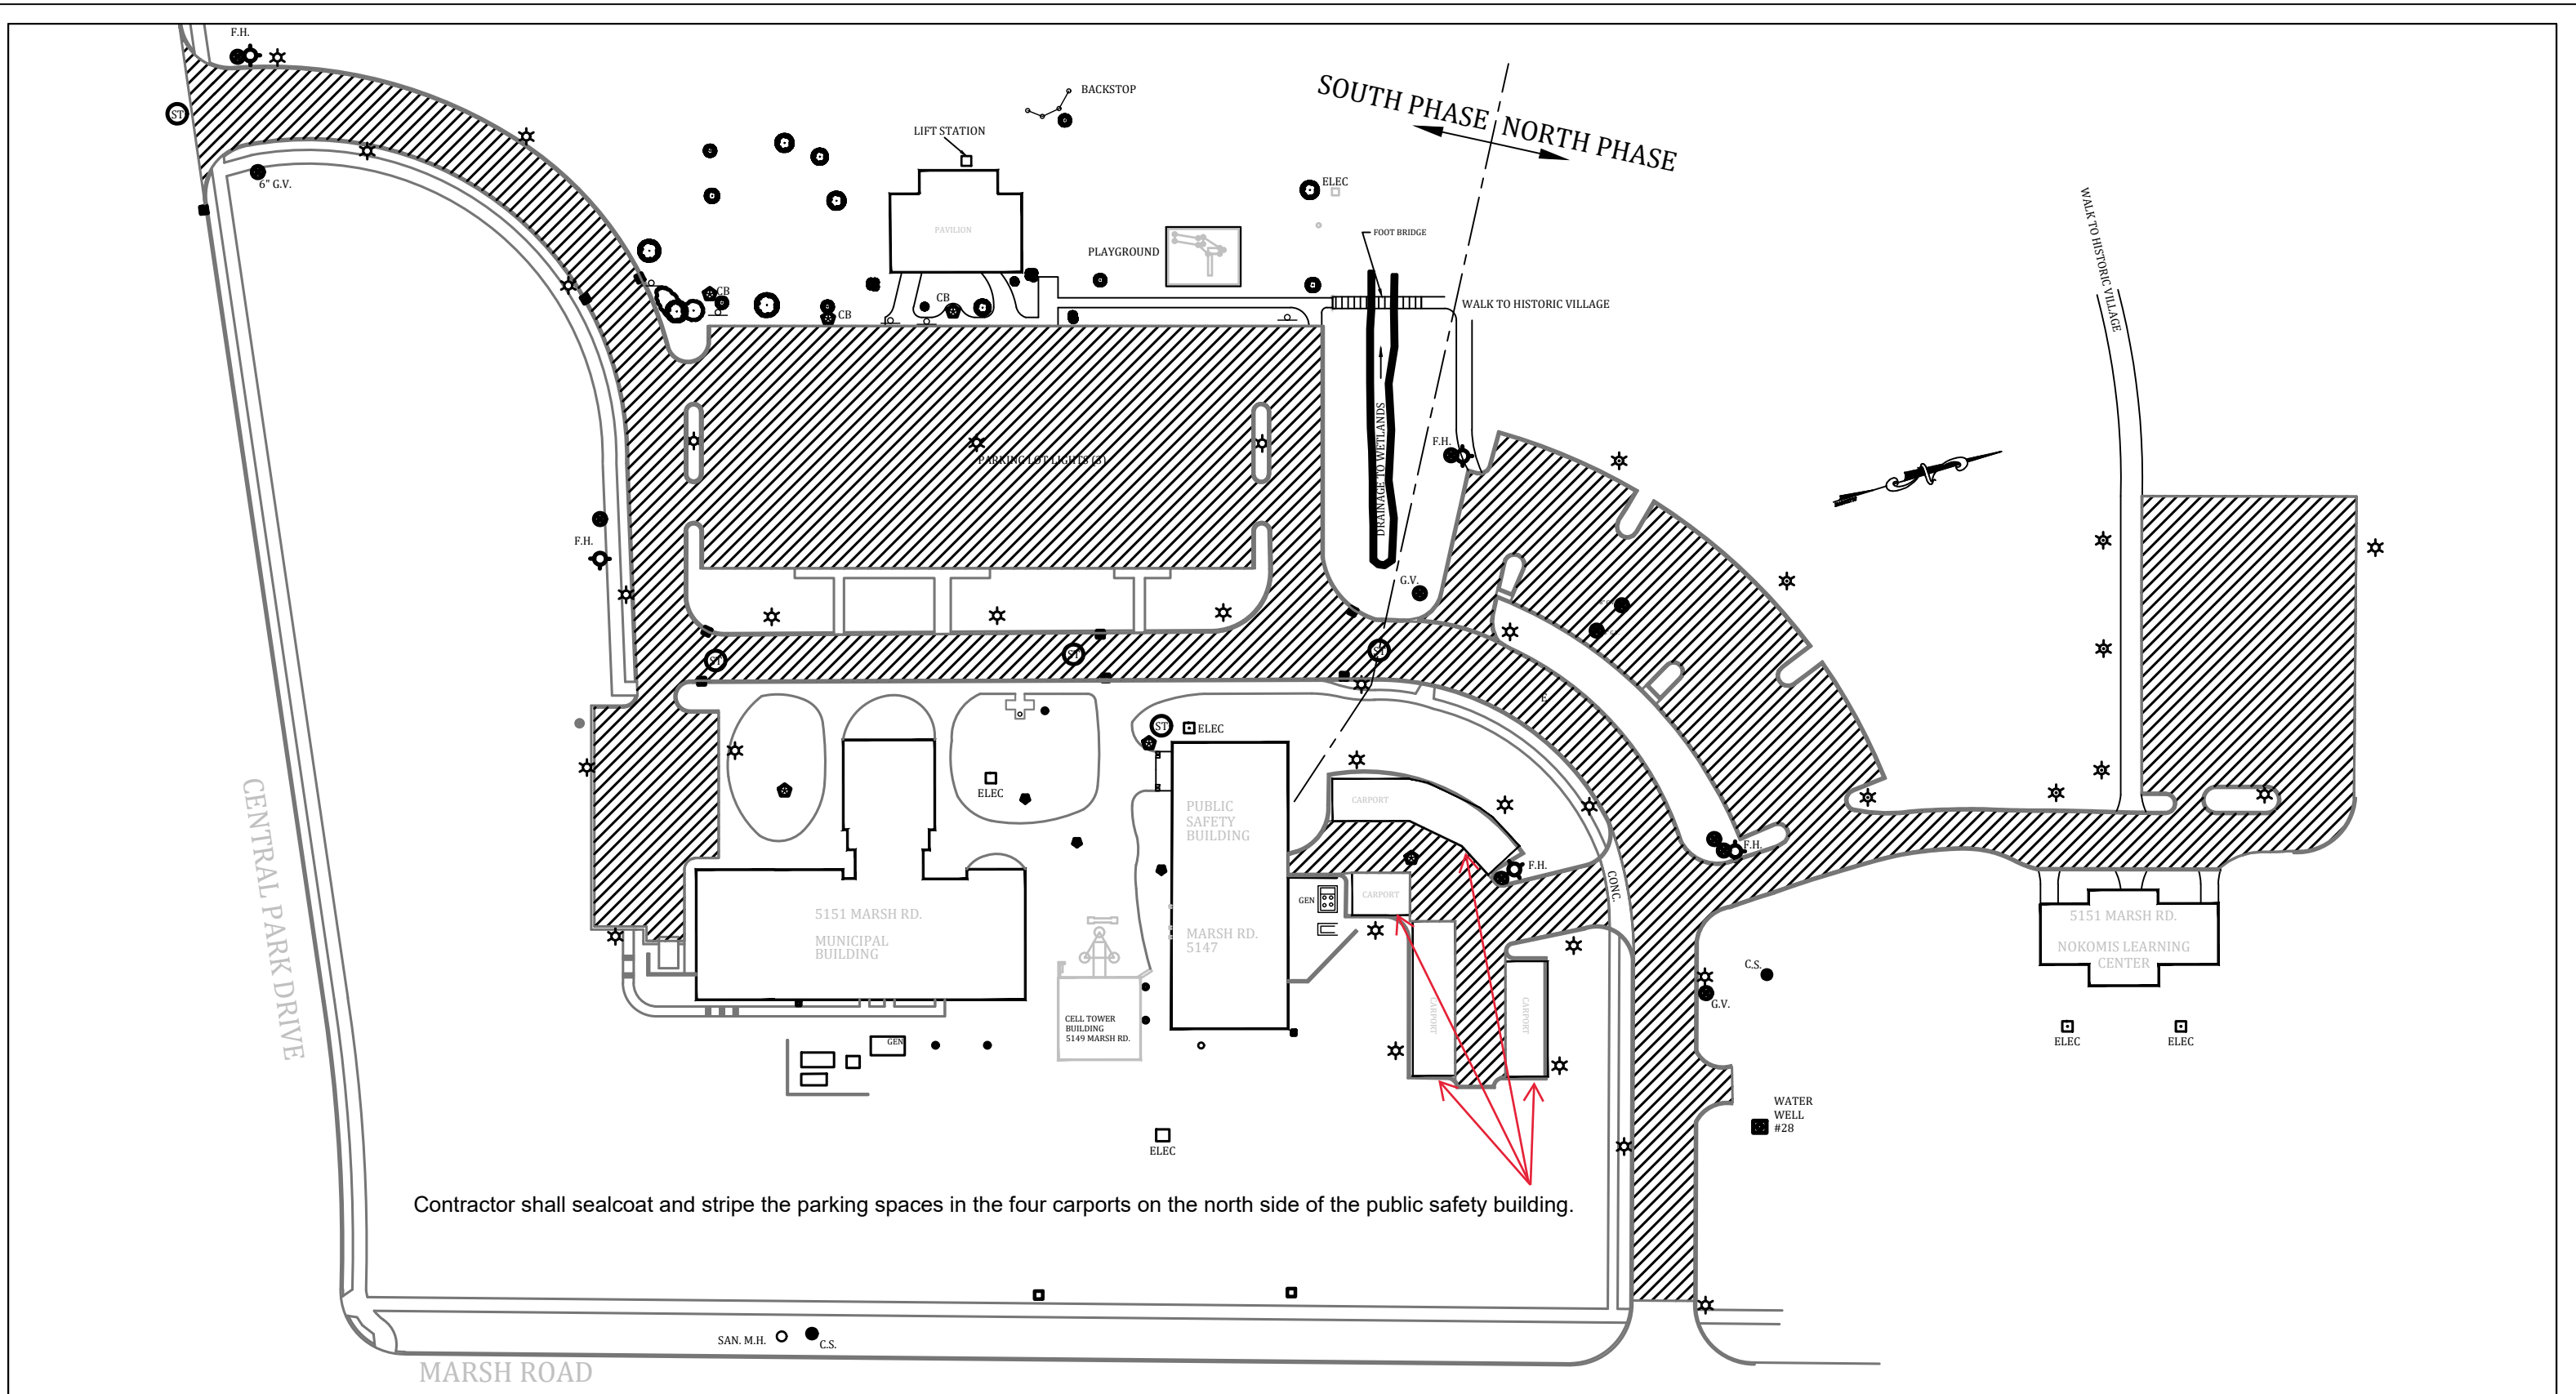 F.H.
ST
6" G.V.
BACKSTOP
LIFT STATION
SOUTH PHASE
NORTH PHASE
ELEC
PAVILION
PLAYGROUND
FOOT BRIDGE
WALK TO HISTORIC VILLAGE
WALK TO HISTORIC VILLAGE
CB
CB
CB
PARKING LOT LIGHTS (3)
DRAINAGE TO WETLANDS
F.H.
F.H.
G.V.
ST
ST
ST
E
ST
ELEC
ELEC
CENTRAL PARK DRIVE
PUBLIC
SAFETY
BUILDING
MARSH RD.
5147
CARPORT
CARPORT
CARPORT
CARPORT
F.H.
F.H.
GEN
CONC.
5151 MARSH RD.
MUNICIPAL
BUILDING
5151 MARSH RD.
NOKOMIS LEARNING
CENTER
C.S.
G.V.
ELEC
ELEC
CELL TOWER
BUILDING
5149 MARSH RD.
GEN
WATER
WELL
#28
ELEC
Contractor shall sealcoat and stripe the parking spaces in the four carports on the north side of the public safety building.
SAN. M.H.
C.S.
MARSH ROAD